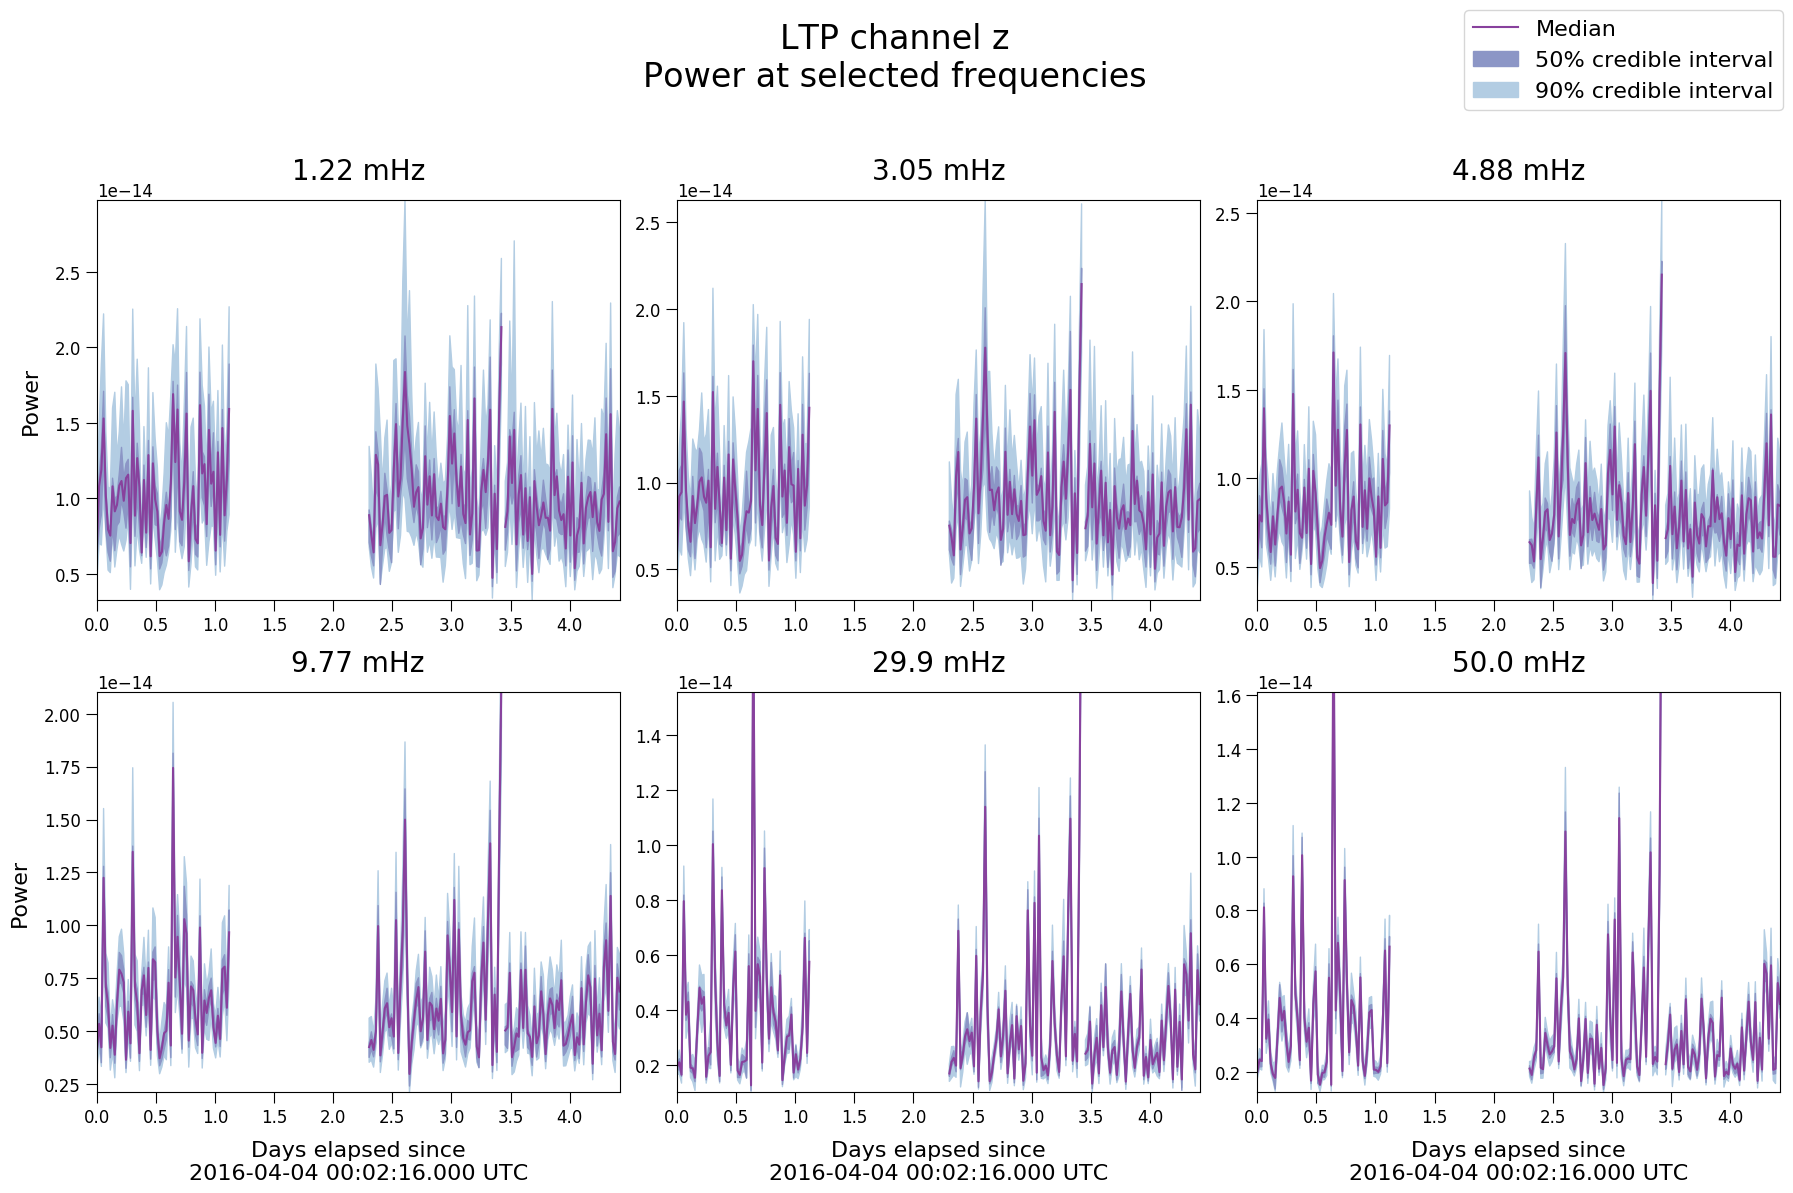 LTP channel z
Power at selected frequencies
Median
50% credible interval
90% credible interval
1.22 mHz
3.05 mHz
4.88 mHz
1e−14
1e−14
1e−14
Power
2.5
2.0
1.5
1.0
0.5
0.0 0.5 1.0 1.5 2.0 2.5 3.0 3.5 4.0
2.5
2.0
1.5
1.0
0.5
0.0 0.5 1.0 1.5 2.0 2.5 3.0 3.5 4.0
2.5
2.0
1.5
1.0
0.5
0.0 0.5 1.0 1.5 2.0 2.5 3.0 3.5 4.0
9.77 mHz
29.9 mHz
50.0 mHz
1e−14
1e−14
1e−14
Power
2.00
1.75
1.50
1.25
1.00
0.75
0.50
0.25
0.0 0.5 1.0 1.5 2.0 2.5 3.0 3.5 4.0
1.4
1.2
1.0
0.8
0.6
0.4
0.2
0.0 0.5 1.0 1.5 2.0 2.5 3.0 3.5 4.0
1.6
1.4
1.2
1.0
0.8
0.6
0.4
0.2
0.0 0.5 1.0 1.5 2.0 2.5 3.0 3.5 4.0
Days elapsed since
2016-04-04 00:02:16.000 UTC
Days elapsed since
2016-04-04 00:02:16.000 UTC
Days elapsed since
2016-04-04 00:02:16.000 UTC